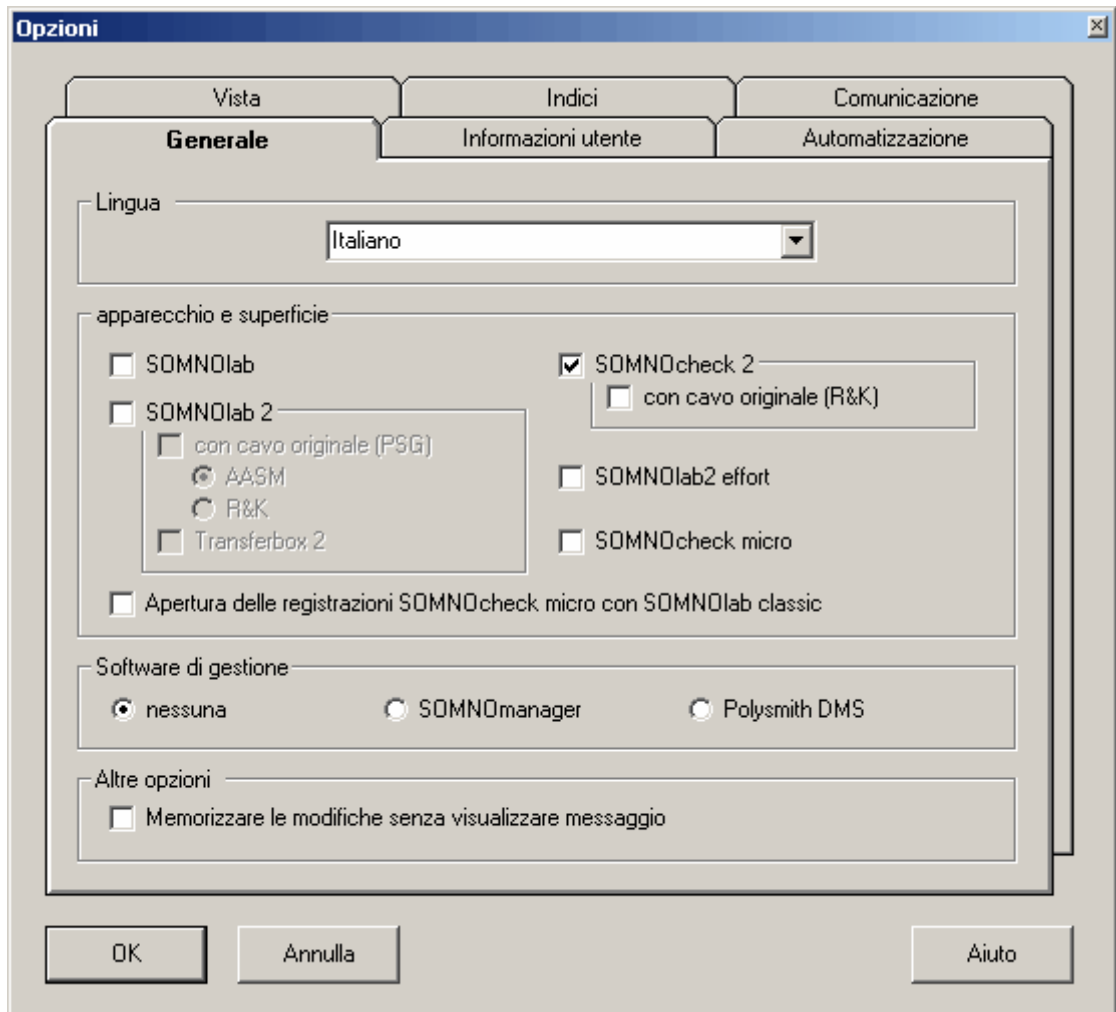 Opzioni
Vista
Indici
Comunicazione
Generale
Informazioni utente
Automatizzazione
Lingua
Italiano
apparecchio e superficie
SOMNOlab
SOMNOcheck 2
con cavo originale (R&K)
SOMNOlab 2
con cavo originale (PSG)
AASM
R&K
Transferbox 2
SOMNOlab2 effort
SOMNOcheck micro
Apertura delle registrazioni SOMNOcheck micro con SOMNOlab classic
Software di gestione
nessuna
SOMNOmanager
Polysmith DMS
Altre opzioni
Memorizzare le modifiche senza visualizzare messaggio
OK
Annulla
Aiuto